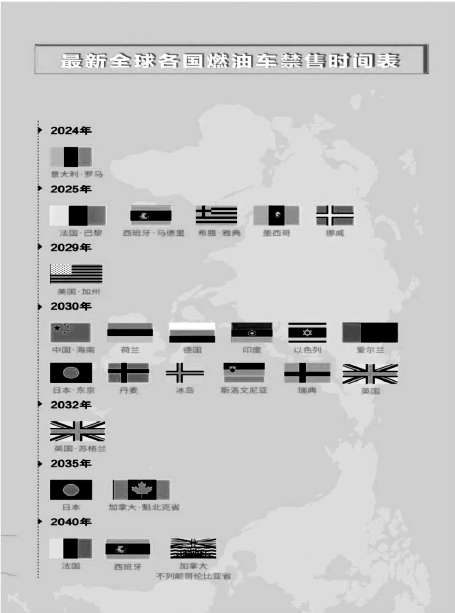 最新全球各国燃油车禁售时间表
2024年
意大利·罗马
2025年
法国·巴黎 西班牙·马德里 希腊·雅典 墨西哥 挪威
2029年
美国·加州
2030年
中国·海南 荷兰 德国 印度 以色列 爱尔兰
日本·东京 丹麦 冰岛 斯洛文尼亚 瑞典 英国
2032年
英国·苏格兰
2035年
日本 加拿大·魁北克省
2040年
法国 西班牙 加拿大
不列颠哥伦比亚省